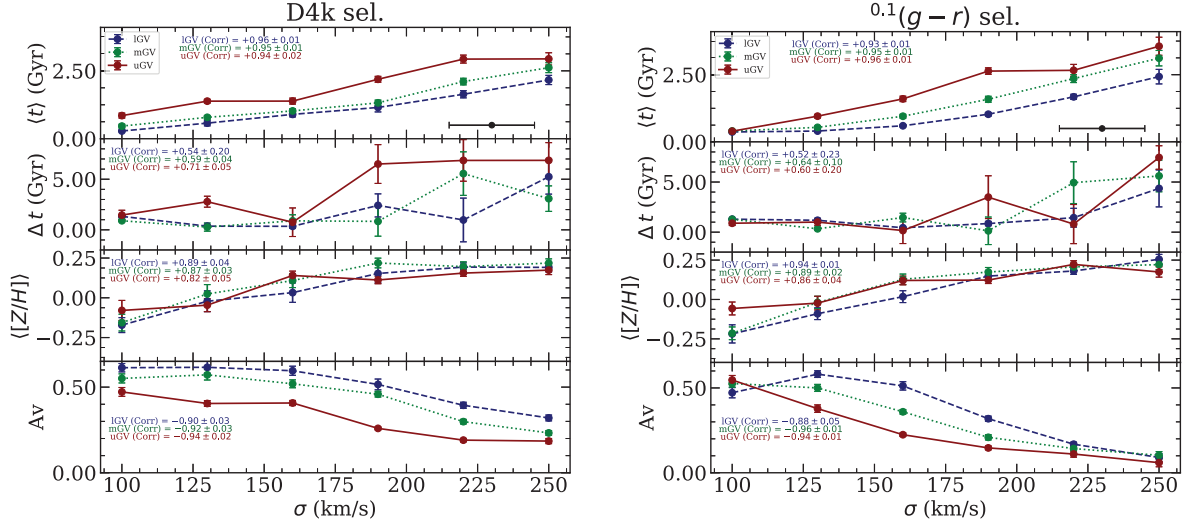 D4k sel.
lGV
mGV
uGV
lGV (Corr) = +0.96 ± 0.01
mGV (Corr) = +0.95 ± 0.01
uGV (Corr) = +0.94 ± 0.02
⟨t⟩ (Gyr)
2.50
0.00
lGV (Corr) = +0.54 ± 0.20
mGV (Corr) = +0.59 ± 0.04
uGV (Corr) = +0.71 ± 0.05
Δ t (Gyr)
5.00
0.00
lGV (Corr) = +0.89 ± 0.04
mGV (Corr) = +0.87 ± 0.03
uGV (Corr) = +0.82 ± 0.05
⟨[Z/H]⟩
0.25
0.00
−0.25
Av
0.50
0.00
lGV (Corr) = −0.90 ± 0.03
mGV (Corr) = −0.92 ± 0.03
uGV (Corr) = −0.94 ± 0.02
100 125 150 175 200 225 250
σ (km/s)
0.1(g − r) sel.
lGV
mGV
uGV
lGV (Corr) = +0.93 ± 0.01
mGV (Corr) = +0.95 ± 0.01
uGV (Corr) = +0.96 ± 0.01
⟨t⟩ (Gyr)
2.50
0.00
lGV (Corr) = +0.52 ± 0.23
mGV (Corr) = +0.64 ± 0.10
uGV (Corr) = +0.60 ± 0.20
Δ t (Gyr)
5.00
0.00
lGV (Corr) = +0.94 ± 0.01
mGV (Corr) = +0.89 ± 0.02
uGV (Corr) = +0.86 ± 0.04
⟨[Z/H]⟩
0.25
0.00
−0.25
Av
0.50
0.00
lGV (Corr) = −0.88 ± 0.05
mGV (Corr) = −0.96 ± 0.01
uGV (Corr) = −0.94 ± 0.01
100 125 150 175 200 225 250
σ (km/s)